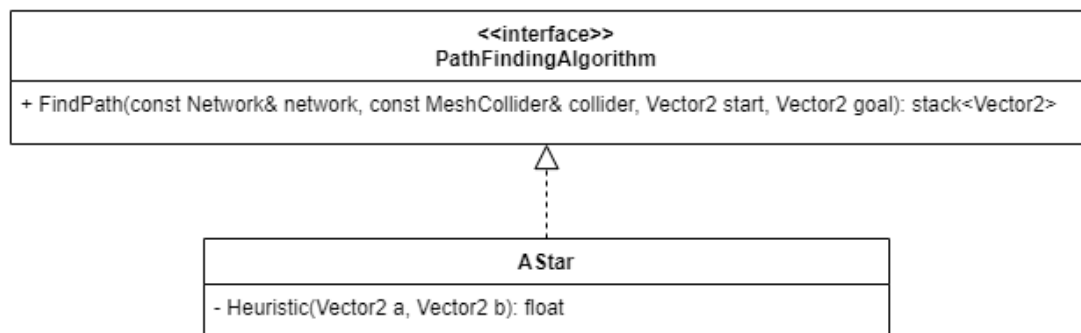 <<interface>>
PathFindingAlgorithm
+ FindPath(const Network& network, const MeshCollider& collider, Vector2 start, Vector2 goal): stack<Vector2>
AStar
- Heuristic(Vector2 a, Vector2 b): float